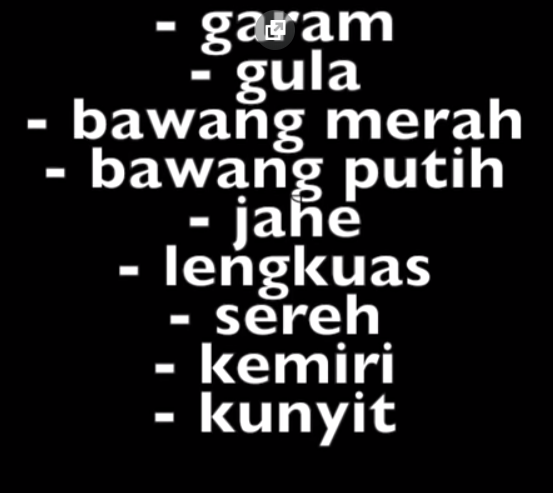 - garam
- gula
- bawang merah
- bawang putih
- jahe
- lengkuas
- sereh
- kemiri
- kunyit